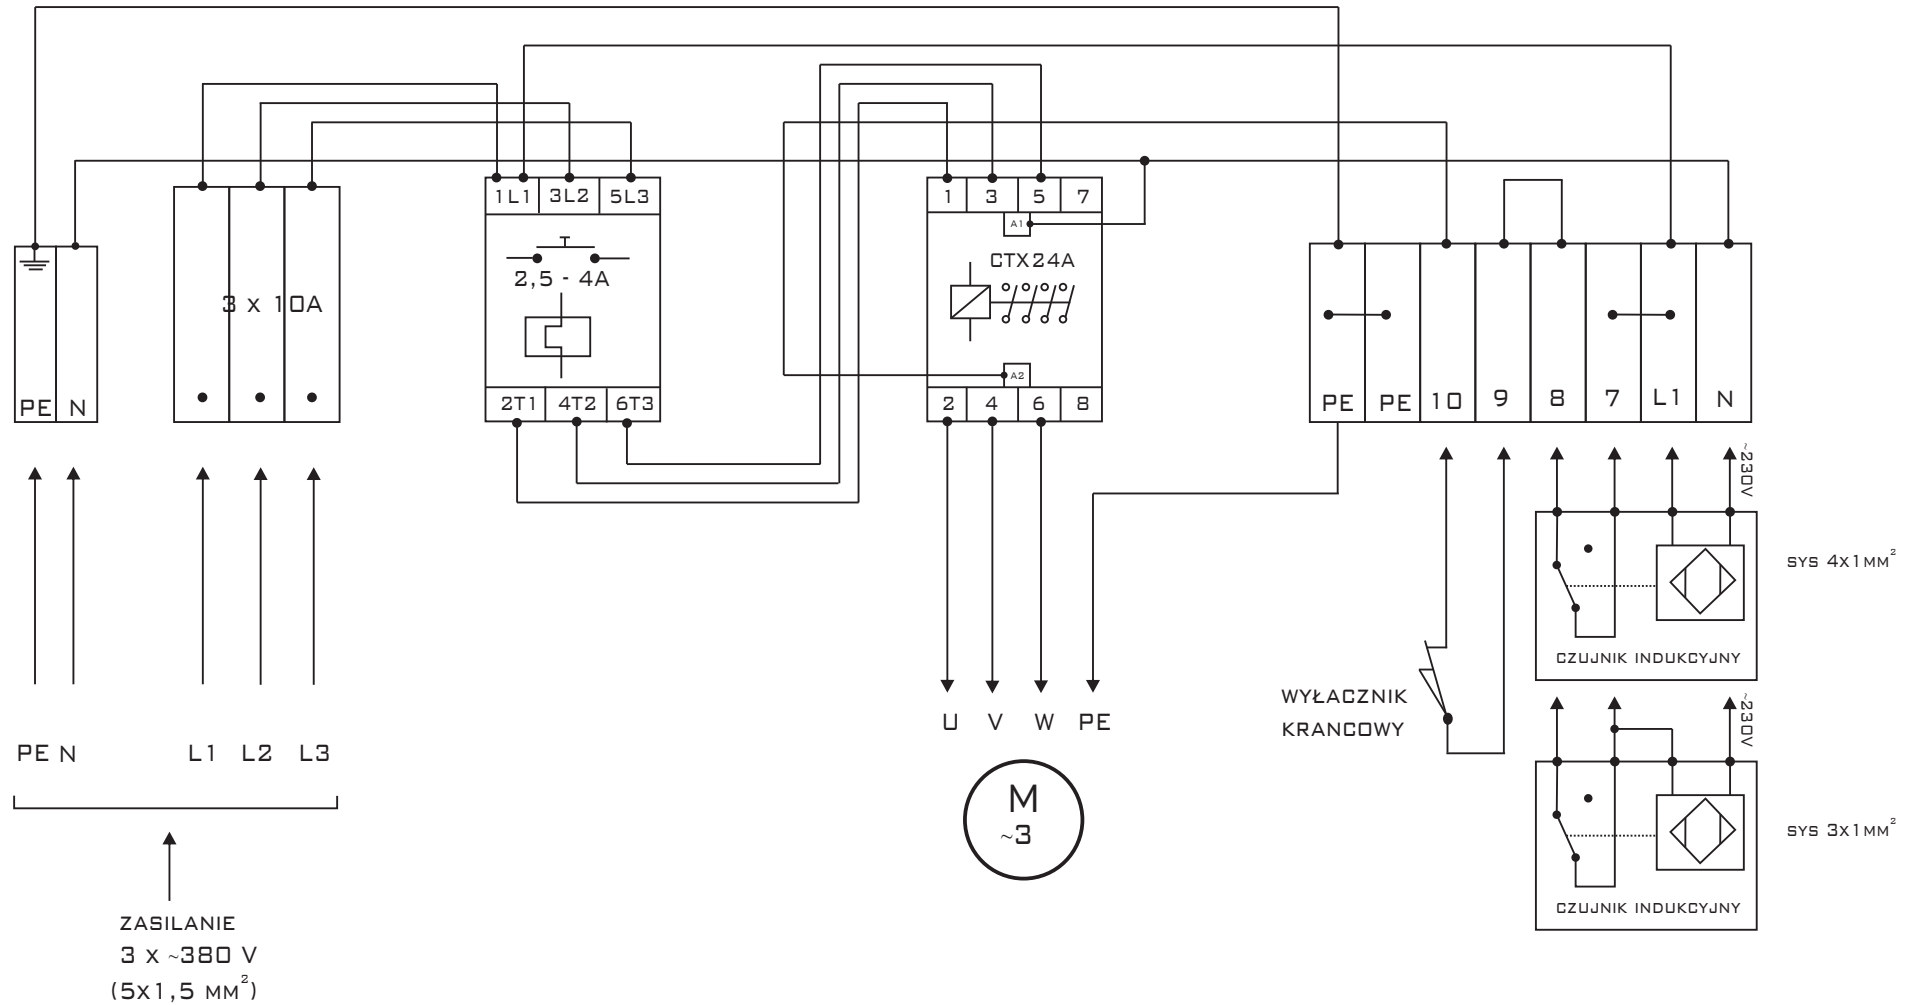 1L1 3L2 5L3
2,5 - 4A
2T1 4T2 6T3
1 3 5 7
A1
CTX24A
A2
2 4 6 8
3 x 10A
PE N
PE PE 10 9 8 7 L1 N
~230V
CZUJNIK INDUKCYJNY
SYS 4x1MM²
~230V
CZUJNIK INDUKCYJNY
SYS 3x1MM²
WYŁACZNIK
KRANCOWY
U V W PE
M
~3
PE N L1 L2 L3
ZASILANIE
3 x ~380 V
(5x1,5 MM²)